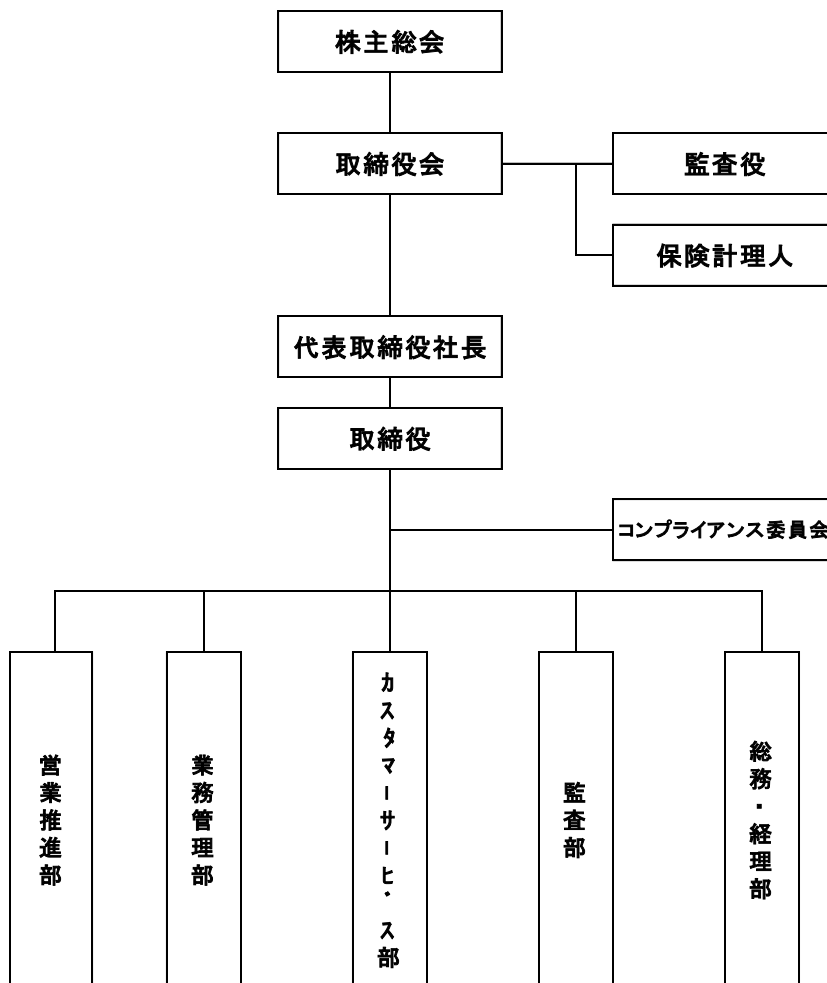 株主総会
取締役会
監査役
保険計理人
代表取締役社長
取締役
コンプライアンス委員会
営業推進部
業務管理部
カスタマーサービス部
監査部
総務・経理部